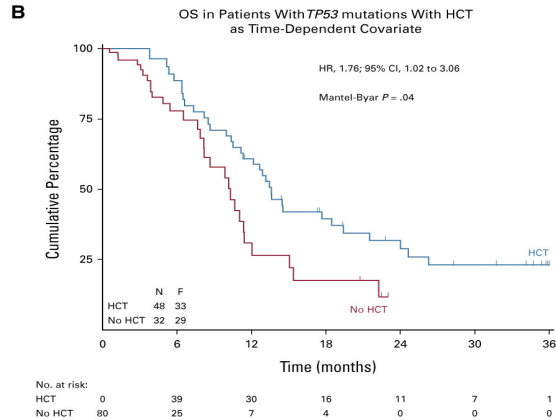 B
OS in Patients With TP53 mutations With HCT
as Time-Dependent Covariate
HR, 1.76; 95% CI, 1.02 to 3.06
Mantel-Byar P = .04
Cumulative Percentage
100
75
50
25
HCT
No HCT
N F
HCT 48 33
No HCT 32 29
0 6 12 18 24 30 36
Time (months)
No. at risk:
HCT 0 39 30 16 11 7 1
No HCT 80 25 7 4 0 0 0